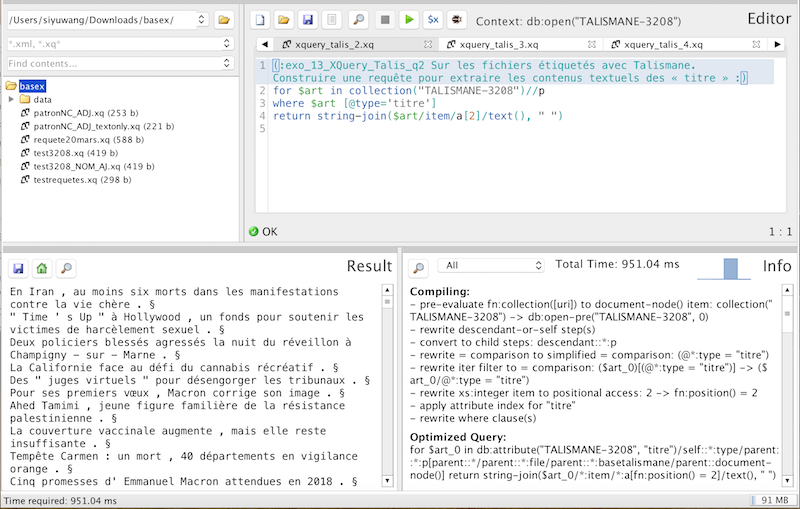 /Users/siyuwang/Downloads/basex/
*.xml, *.xq*
Find contents...
basex
data
patronNC_ADJ.xq (253 b)
patronNC_ADJ_textonly.xq (221 b)
requete20mars.xq (588 b)
test3208.xq (419 b)
test3208_NOM_AJ.xq (419 b)
testrequetes.xq (298 b)
$x
Context: db:open("TALISMANE-3208")
Editor
xquery_talis_2.xq
xquery_talis_3.xq
xquery_talis_4.xq
1 (:exo_13_XQuery_Talis_q2 Sur les fichiers étiquetés avec Talismane.
Construire une requête pour extraire les contenus textuels des « titre » :)
2 for $art in collection("TALISMANE-3208")//p
3 where $art [@type='titre']
4 return string-join($art/item/a[2]/text(), " ")
5
OK
1 : 1
Result
En Iran , au moins six morts dans les manifestations
contre la vie chère . §
" Time ' s Up " à Hollywood , un fonds pour soutenir les
victimes de harcèlement sexuel . §
Deux policiers blessés agressés la nuit du réveillon à
Champigny - sur - Marne . §
La Californie face au défi du cannabis récréatif . §
Des " juges virtuels " pour désengorger les tribunaux . §
Pour ses premiers vœux , Macron corrige son image . §
Ahed Tamimi , jeune figure familière de la résistance
palestinienne . §
La couverture vaccinale augmente , mais elle reste
insuffisante . §
Tempête Carmen : un mort , 40 départements en vigilance
orange . §
Cinq promesses d' Emmanuel Macron attendues en 2018 . §
All
Total Time: 951.04 ms
Info
Compiling:
- pre-evaluate fn:collection([uri]) to document-node() item: collection("
TALISMANE-3208") -> db:open-pre("TALISMANE-3208", 0)
- rewrite descendant-or-self step(s)
- convert to child steps: descendant::*:p
- rewrite = comparison to simplified = comparison: (@*:type = "titre")
- rewrite iter filter to = comparison: ($art_0)[(@*:type = "titre")] -> ($
art_0/@*:type = "titre")
- rewrite xs:integer item to positional access: 2 -> fn:position() = 2
- apply attribute index for "titre"
- rewrite where clause(s)
Optimized Query:
for $art_0 in db:attribute("TALISMANE-3208", "titre")/self::*:type/parent:
:*:p[parent::*/parent::*:file/parent::*:basetalismane/parent::document-
node()] return string-join($art_0/*:item/*:a[fn:position() = 2]/text(), " ")
Time required: 951.04 ms
91 MB